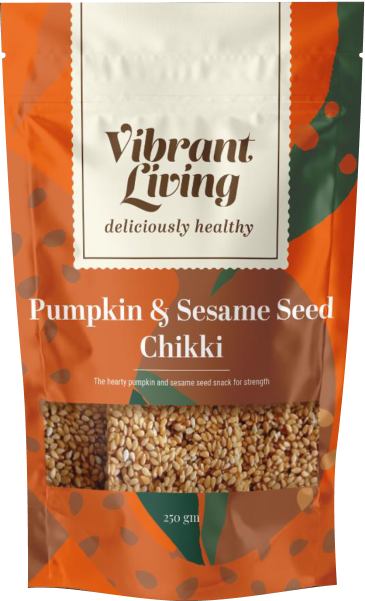 Vibrant
Living
deliciously healthy
Pumpkin & Sesame Seed
Chikki
The hearty pumpkin and sesame seed snack for strength
250 gm